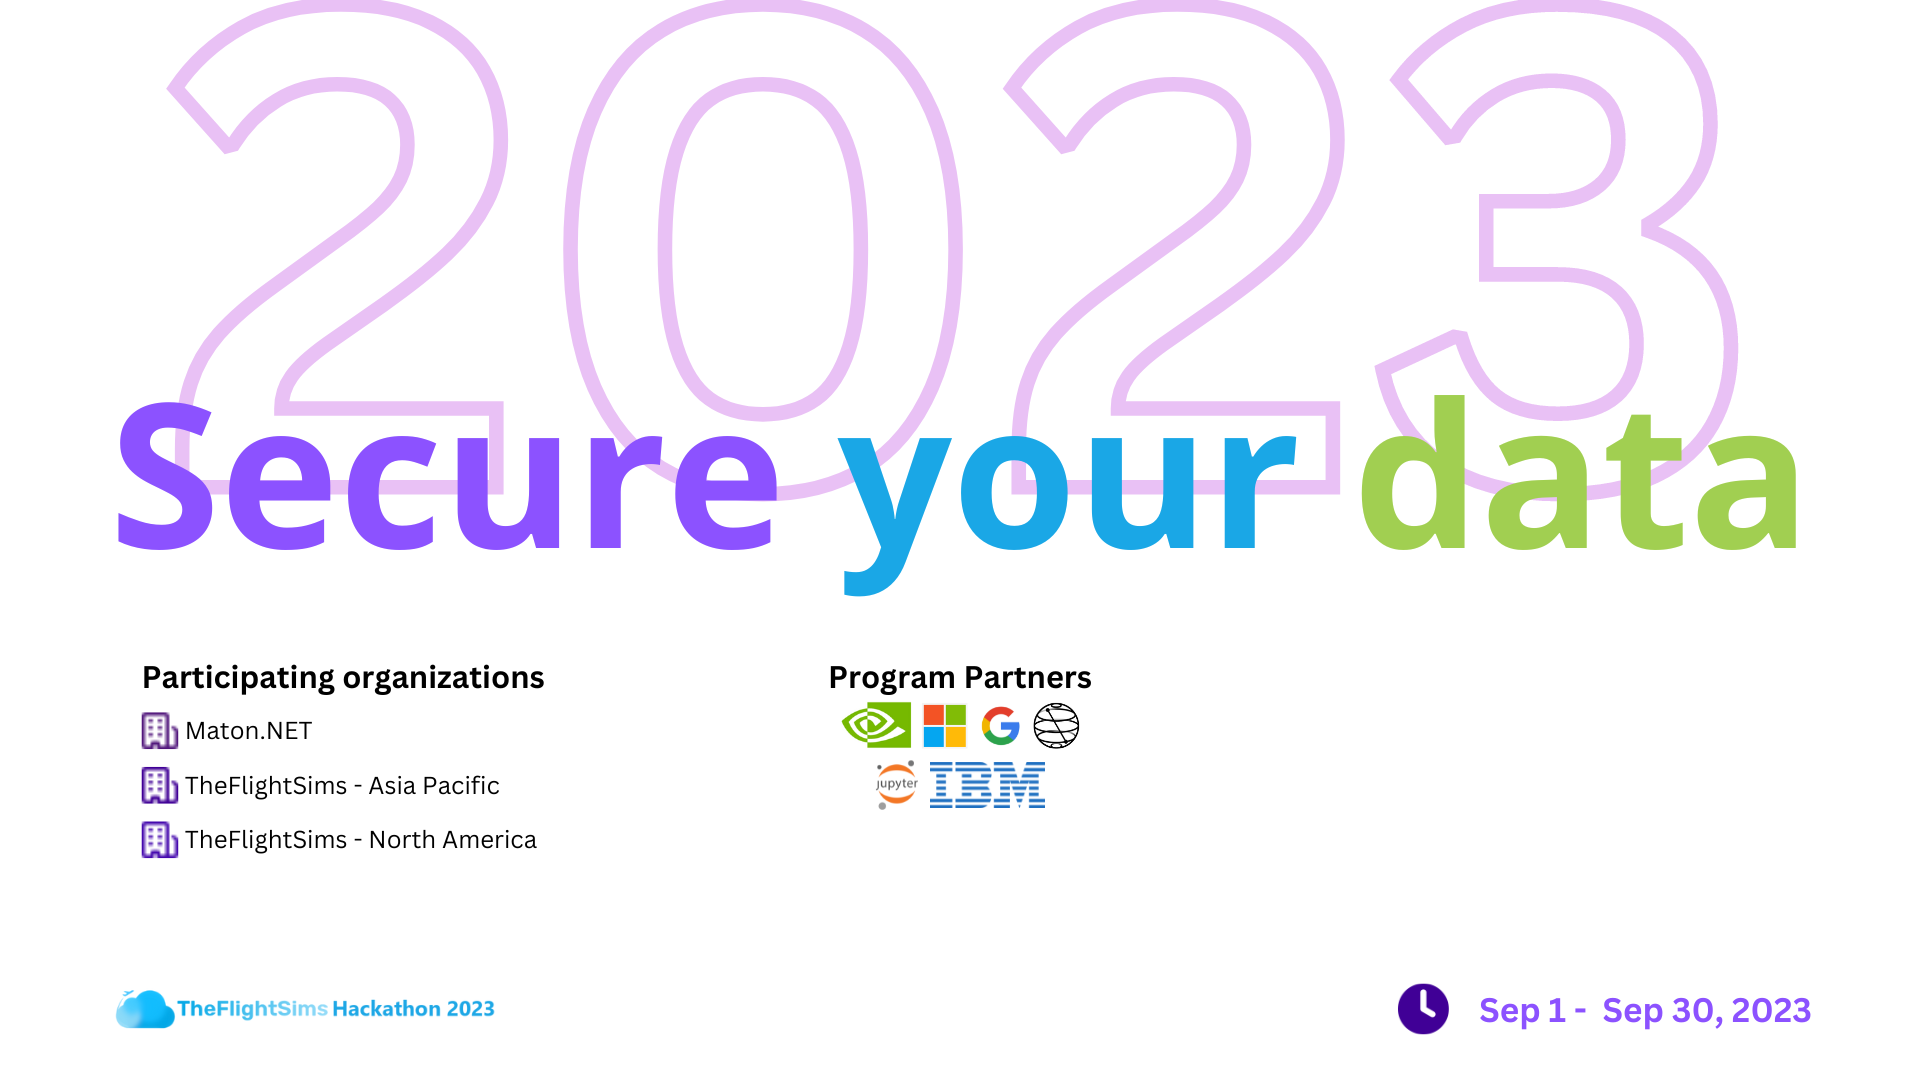 2023
Secure your data
Participating organizations
Maton.NET
TheFlightSims - Asia Pacific
TheFlightSims - North America
Program Partners
G
jupyter IBM
TheFlightSims Hackathon 2023
Sep 1 - Sep 30, 2023